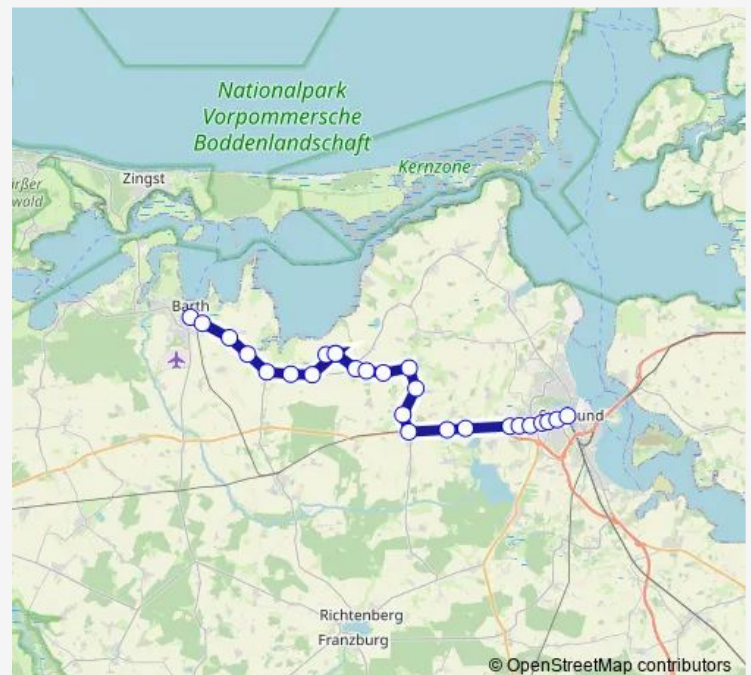 Nationalpark
Vorpommersche
Boddenlandschaft
Kernzone
Zingst
Barth
Richtenberg
Franzburg
© OpenStreetMap contributors